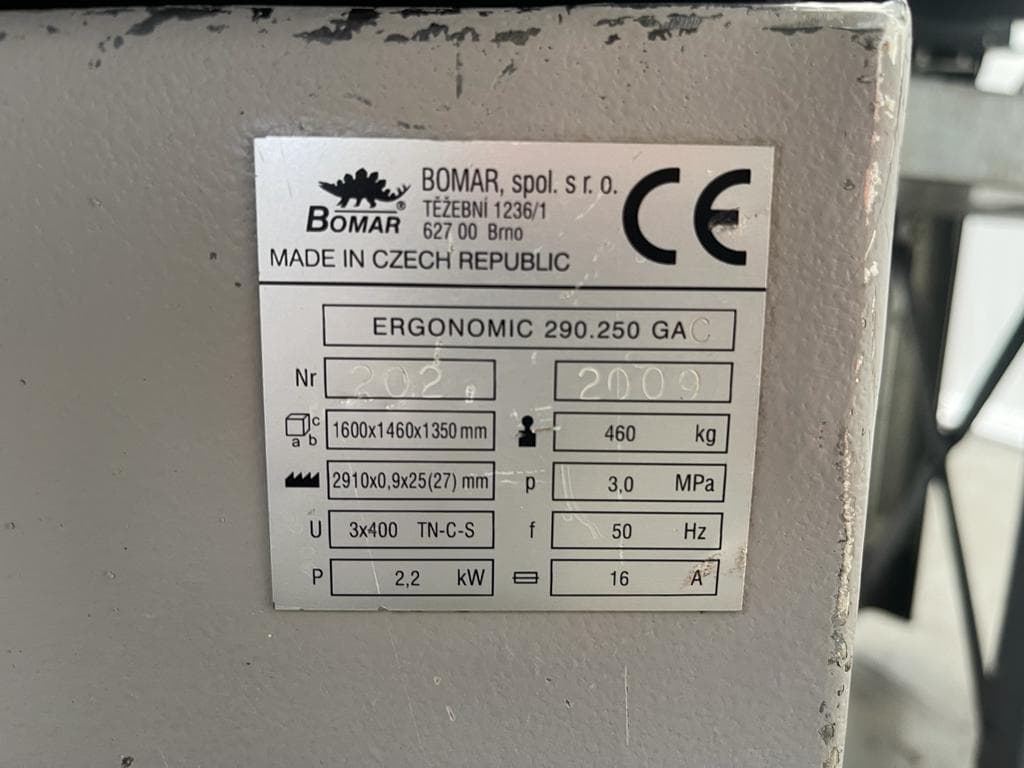 BOMAR®
BOMAR, spol. s r. o.
TĚŽEBNÍ 1236/1
627 00 Brno
CE
MADE IN CZECH REPUBLIC
ERGONOMIC 290.250 GAC
Nr 202. 2009
c
a b
1600x1460x1350 mm 460 kg
2910x0,9x25(27) mm p 3,0 MPa
U 3x400 TN-C-S f 50 Hz
P 2,2 kW 16 A